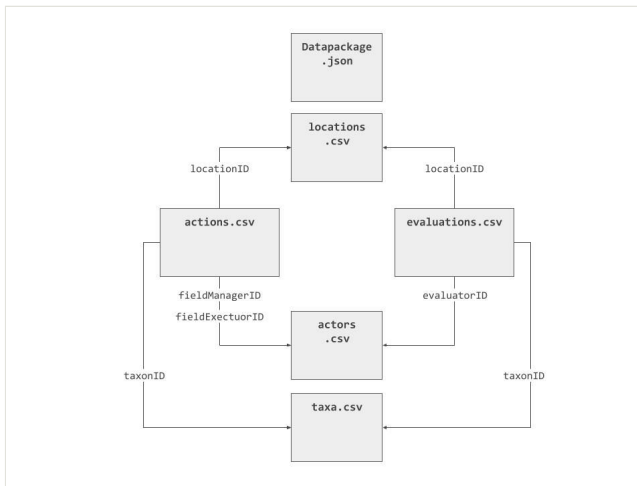 Datapackage
.json
locations
.csv
locationID
locationID
actions.csv
evaluations.csv
fieldManagerID
evaluatorID
fieldExectuorID
actors
.csv
taxonID
taxonID
taxa.csv